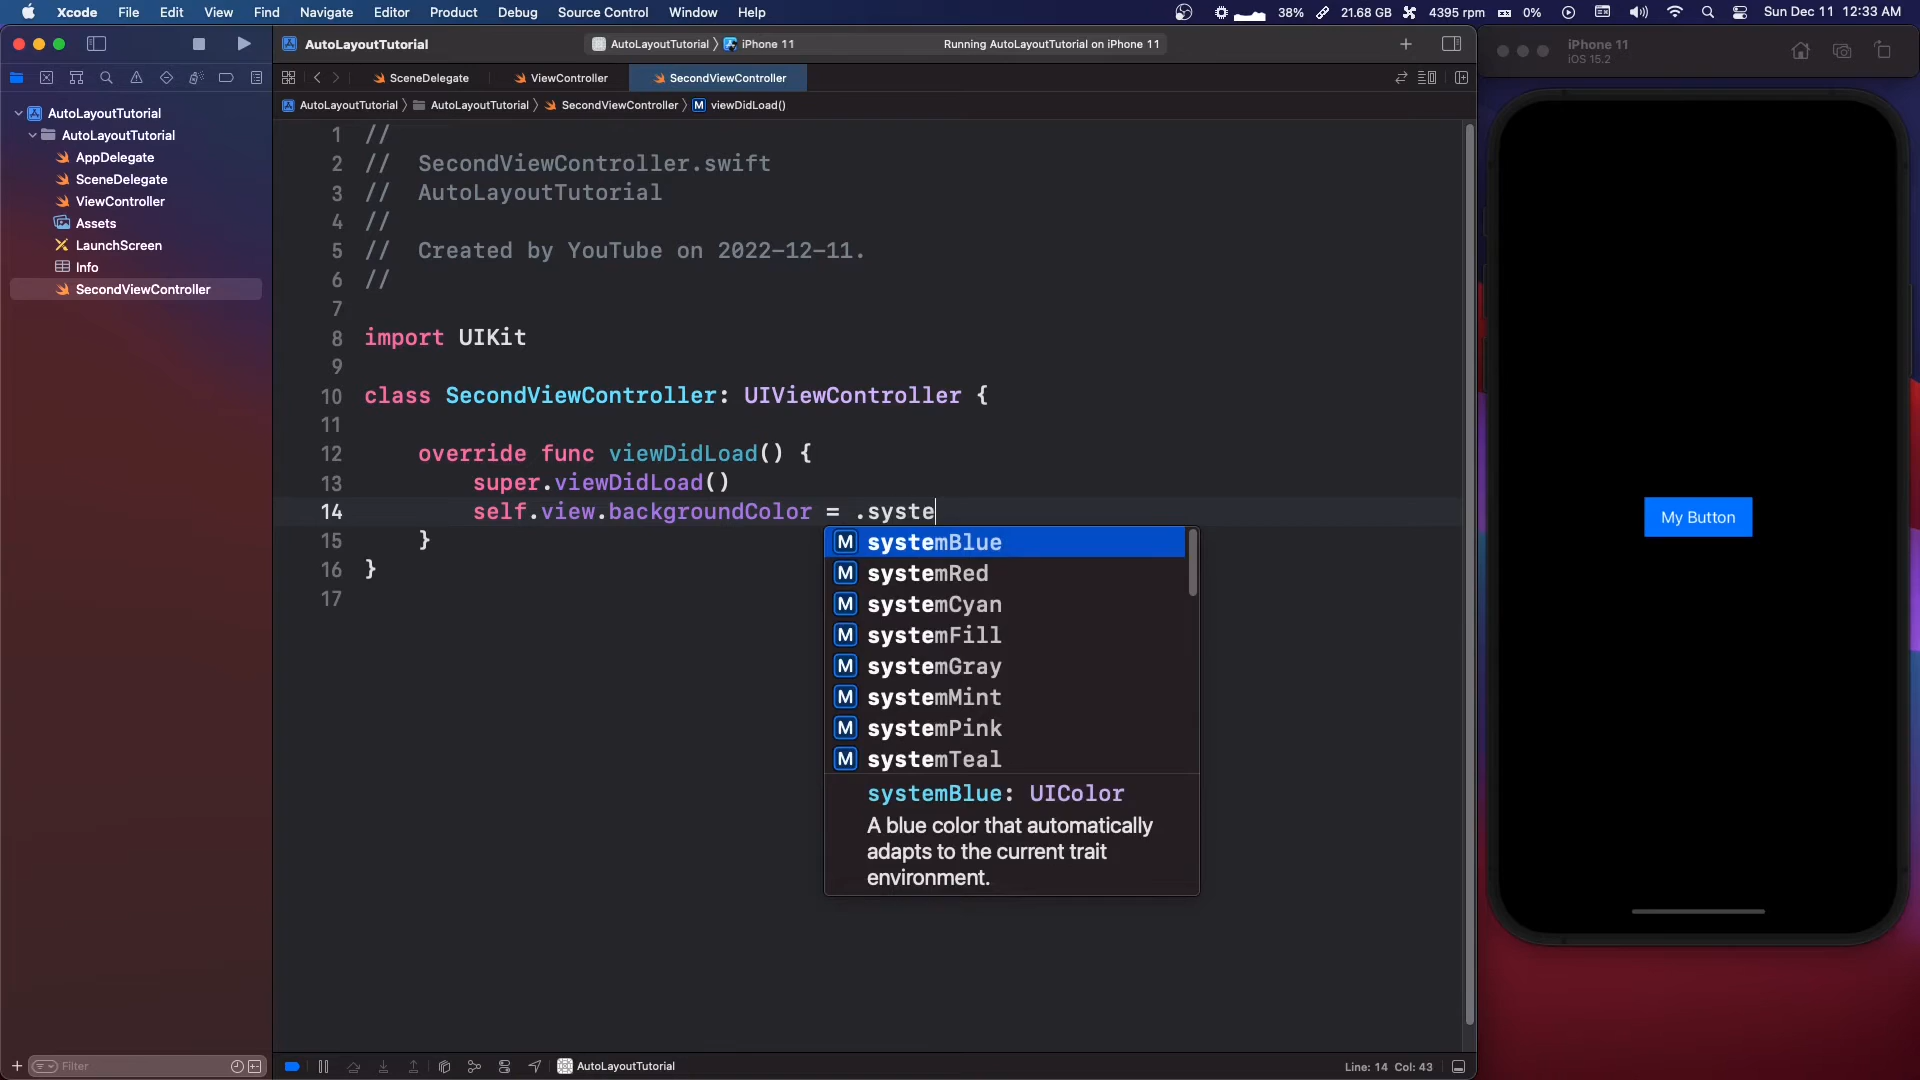 Xcode File Edit View Find Navigate Editor Product Debug Source Control Window Help 38% 21.68 GB 4395 rpm 0% Sun Dec 11 12:33 AM
AutoLayoutTutorial AutoLayoutTutorial iPhone 11 Running AutoLayoutTutorial on iPhone 11
iPhone 11
iOS 15.2
SceneDelegate ViewController SecondViewController
AutoLayoutTutorial AutoLayoutTutorial SecondViewController M viewDidLoad()
AutoLayoutTutorial
AutoLayoutTutorial
AppDelegate
SceneDelegate
ViewController
Assets
LaunchScreen
Info
SecondViewController
1 //
2 // SecondViewController.swift
3 // AutoLayoutTutorial
4 //
5 // Created by YouTube on 2022-12-11.
6 //
7
8 import UIKit
9
10 class SecondViewController: UIViewController {
11
12 override func viewDidLoad() {
13 super.viewDidLoad()
14 self.view.backgroundColor = .syste
15 }
16 }
17
M systemBlue
M systemRed
M systemCyan
M systemFill
M systemGray
M systemMint
M systemPink
M systemTeal
systemBlue: UIColor
A blue color that automatically
adapts to the current trait
environment.
My Button
Filter
AutoLayoutTutorial
Line: 14 Col: 43